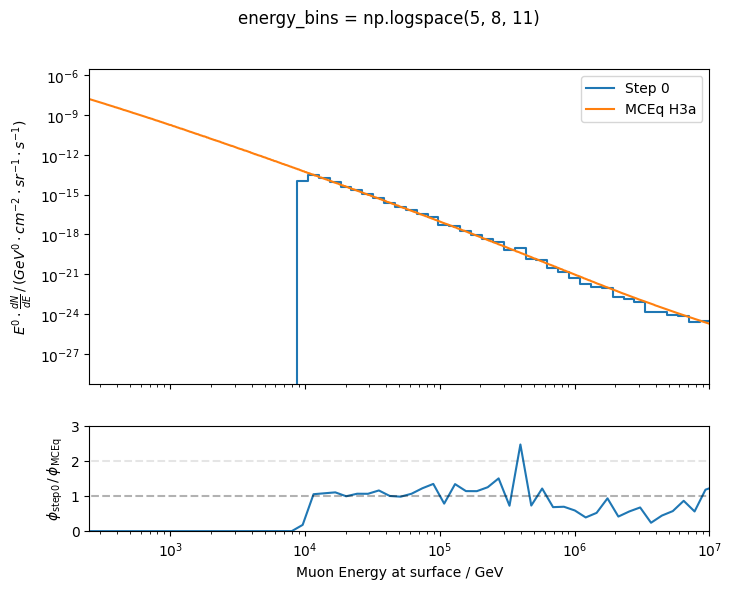 energy_bins = np.logspace(5, 8, 11)
Step 0
MCEq H3a
10⁻⁶
10⁻⁹
10⁻¹²
10⁻¹⁵
10⁻¹⁸
10⁻²¹
10⁻²⁴
10⁻²⁷
E⁰ · dN/dE / (GeV⁰ · cm⁻² · sr⁻¹ · s⁻¹)
3
2
1
0
ϕ_step0 / ϕ_MCEq
10³ 10⁴ 10⁵ 10⁶ 10⁷
Muon Energy at surface / GeV